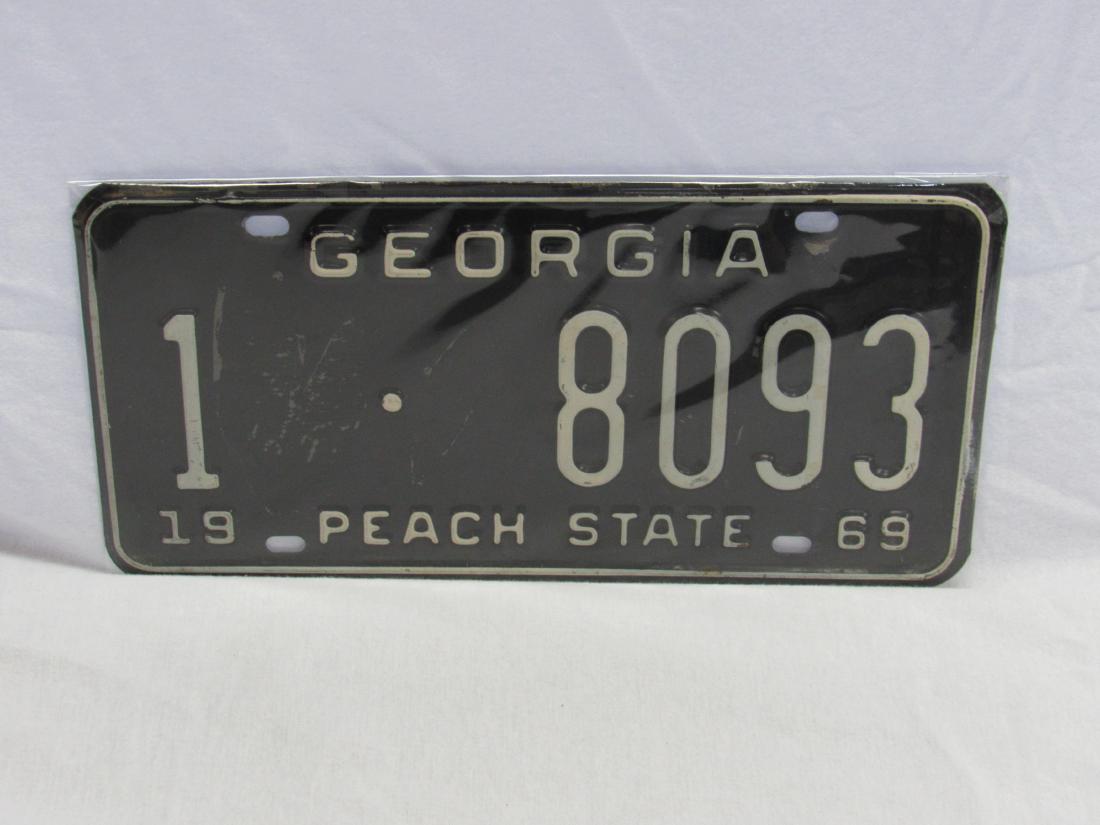 GEORGIA
1 · 8093
19 PEACH STATE 69